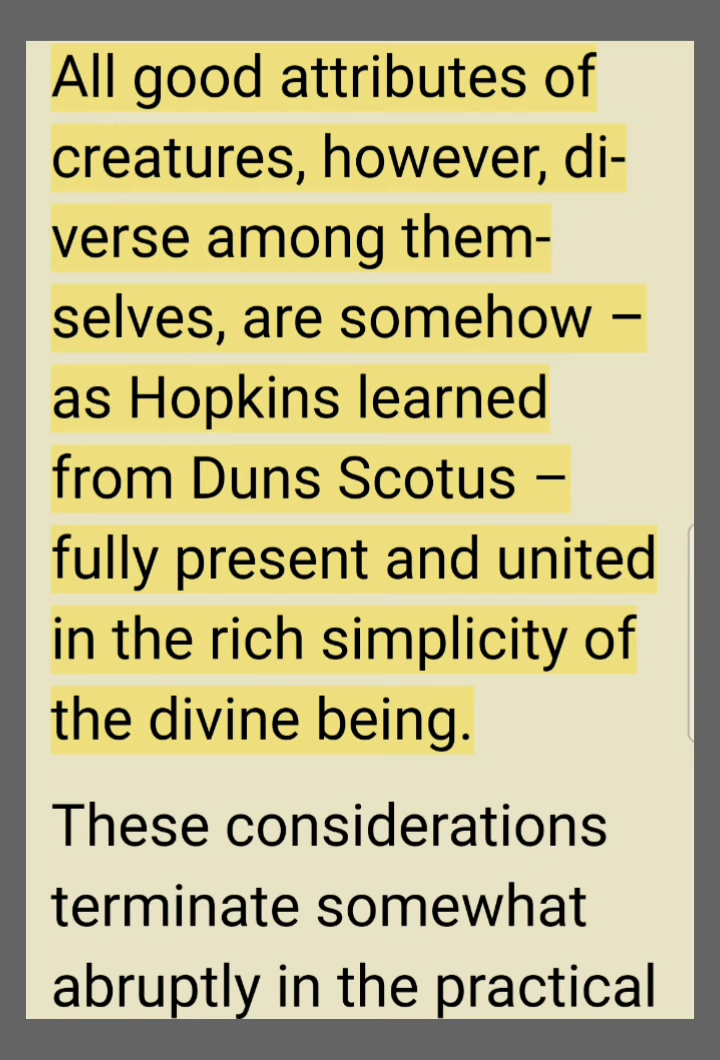 All good attributes of
creatures, however, di-
verse among them-
selves, are somehow –
as Hopkins learned
from Duns Scotus –
fully present and united
in the rich simplicity of
the divine being.
These considerations
terminate somewhat
abruptly in the practical